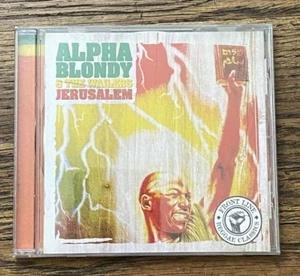 ALPHA
BLONDY
& THE WAILERS
JERUSALEM
FRONT LINE
REGGAE CLASSICS